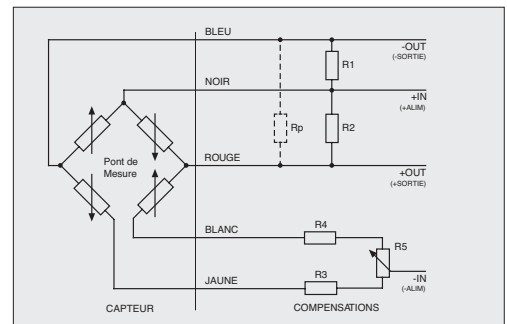 BLEU
-OUT
(-SORTIE)
R1
NOIR
+IN
(+ALIM)
Rp
R2
Pont de
Mesure
ROUGE
+OUT
(+SORTIE)
BLANC
R4
R5
-IN
(-ALIM)
JAUNE
R3
CAPTEUR
COMPENSATIONS